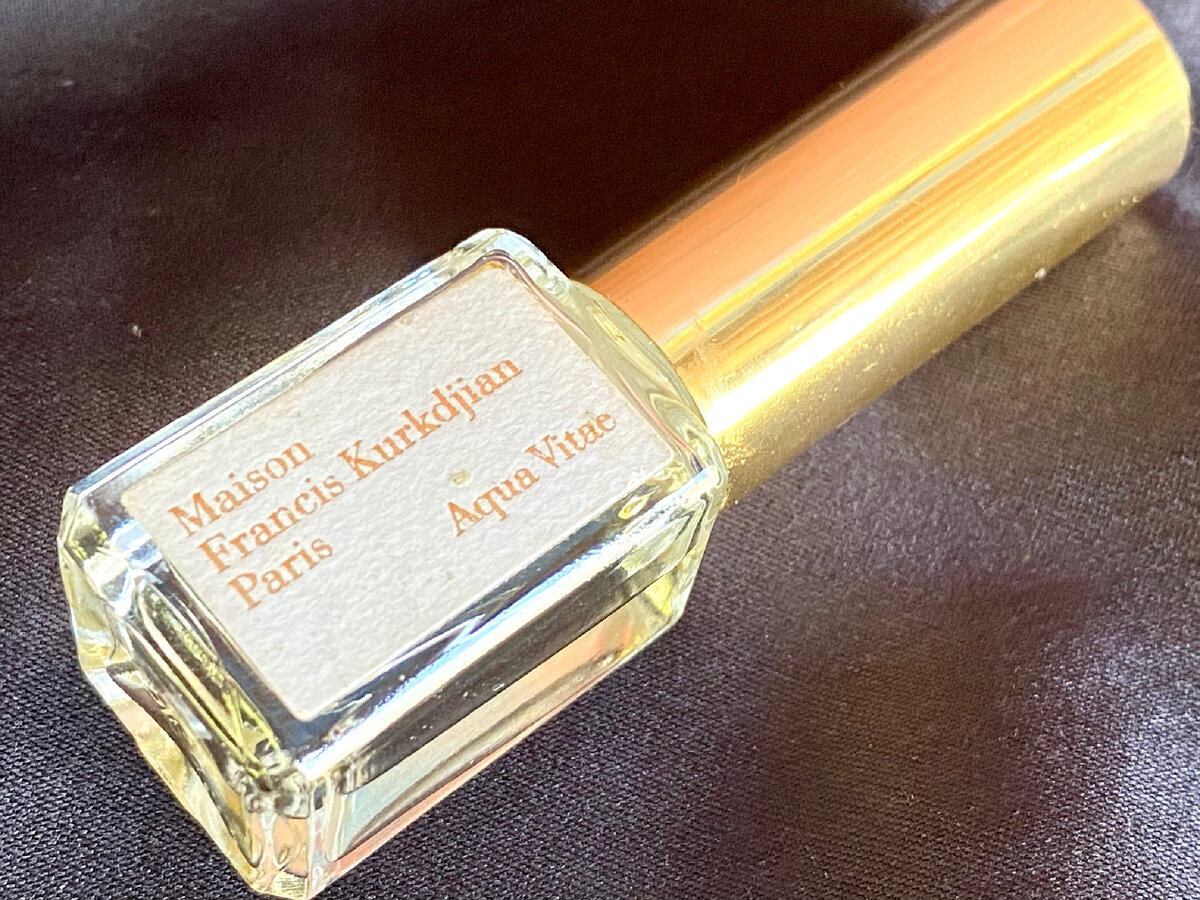 Maison
Francis Kurkdjian
Paris
Aqua Vitae